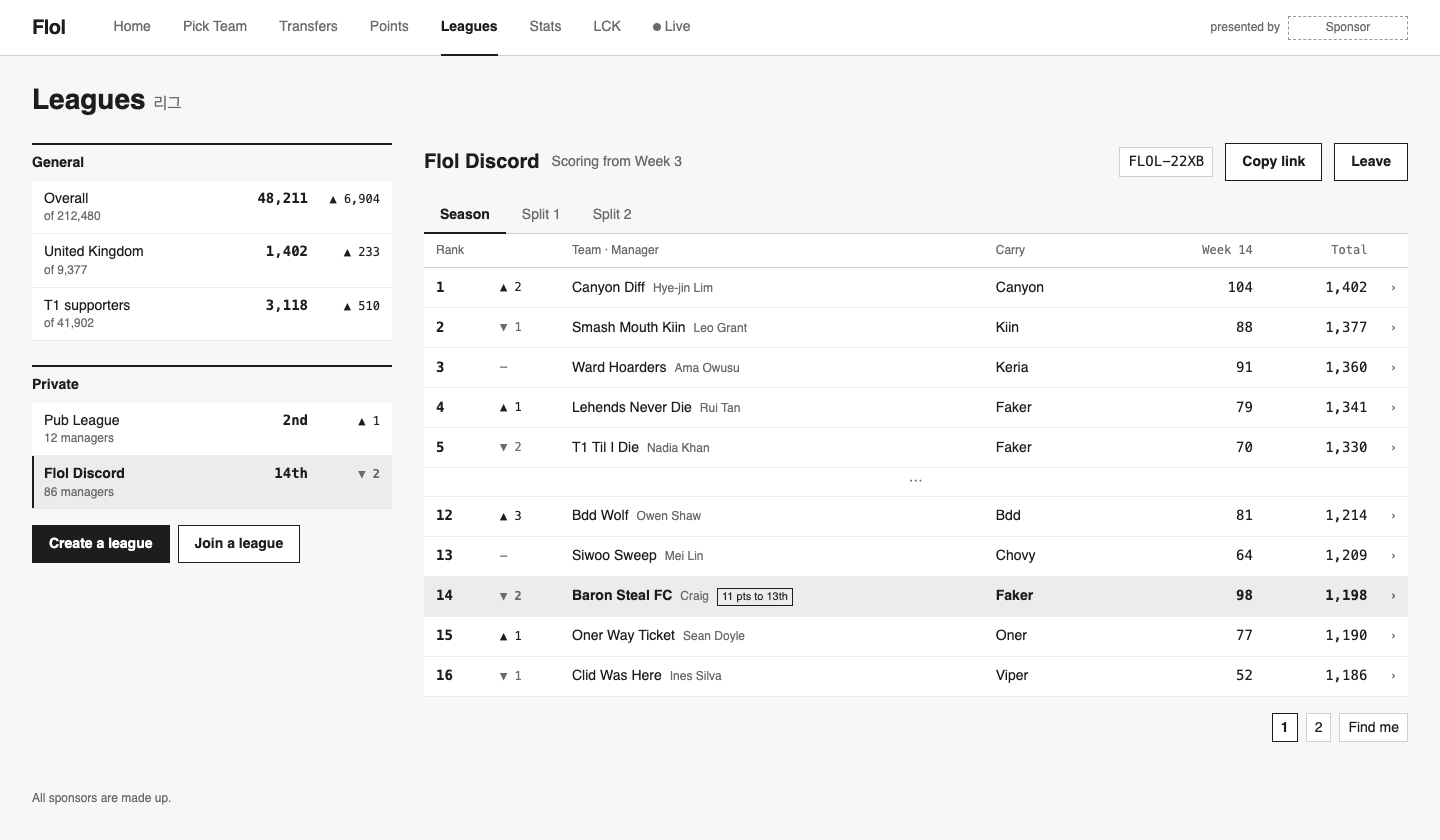 Flol Home Pick Team Transfers Points Leagues Stats LCK Live presented by Sponsor
Leagues 리그
General
Overall 48,211 ▲ 6,904
of 212,480
United Kingdom 1,402 ▲ 233
of 9,377
T1 supporters 3,118 ▲ 510
of 41,902
Private
Pub League 2nd ▲ 1
12 managers
Flol Discord 14th ▼ 2
86 managers
Create a league Join a league
Flol Discord Scoring from Week 3 FLOL-22XB Copy link Leave
Season Split 1 Split 2
Rank Team · Manager Carry Week 14 Total
1 ▲ 2 Canyon Diff Hye-jin Lim Canyon 104 1,402 ›
2 ▼ 1 Smash Mouth Kiin Leo Grant Kiin 88 1,377 ›
3 – Ward Hoarders Ama Owusu Keria 91 1,360 ›
4 ▲ 1 Lehends Never Die Rui Tan Faker 79 1,341 ›
5 ▼ 2 T1 Til I Die Nadia Khan Faker 70 1,330 ›
…
12 ▲ 3 Bdd Wolf Owen Shaw Bdd 81 1,214 ›
13 – Siwoo Sweep Mei Lin Chovy 64 1,209 ›
14 ▼ 2 Baron Steal FC Craig 11 pts to 13th Faker 98 1,198 ›
15 ▲ 1 Oner Way Ticket Sean Doyle Oner 77 1,190 ›
16 ▼ 1 Clid Was Here Ines Silva Viper 52 1,186 ›
1 2 Find me
All sponsors are made up.